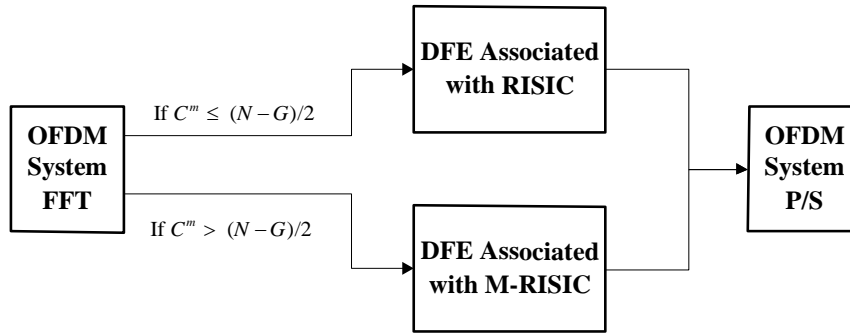 OFDM
System
FFT
If C^m ≤ (N−G)/2
If C^m > (N−G)/2
DFE Associated
with RISIC
DFE Associated
with M-RISIC
OFDM
System
P/S